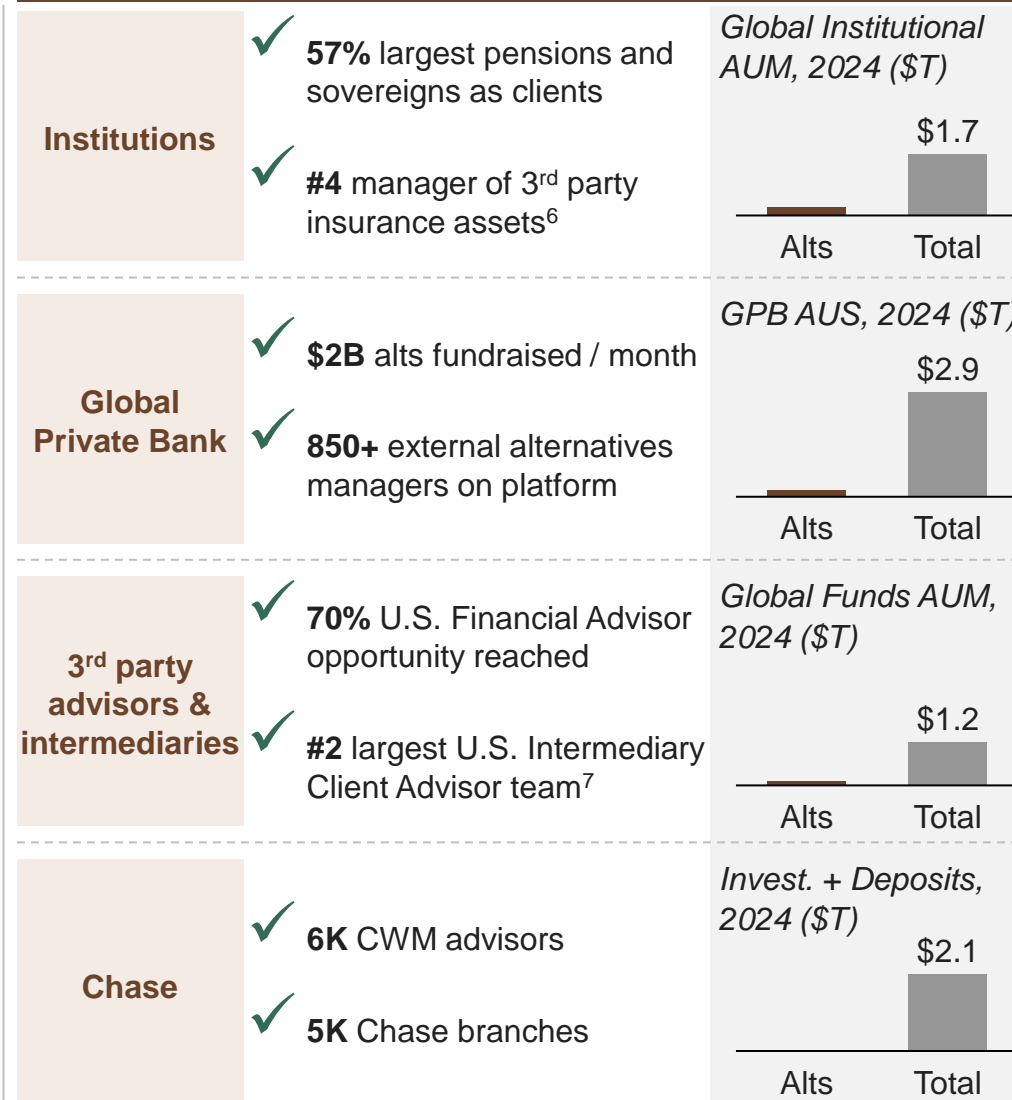 Institutions
57% largest pensions and
sovereigns as clients
#4 manager of 3rd party
insurance assets6
Global Institutional
AUM, 2024 ($T)
$1.7
Alts Total
Global
Private Bank
$2B alts fundraised / month
850+ external alternatives
managers on platform
GPB AUS, 2024 ($T)
$2.9
Alts Total
3rd party
advisors &
intermediaries
70% U.S. Financial Advisor
opportunity reached
#2 largest U.S. Intermediary
Client Advisor team7
Global Funds AUM,
2024 ($T)
$1.2
Alts Total
Chase
6K CWM advisors
5K Chase branches
Invest. + Deposits,
2024 ($T)
$2.1
Alts Total